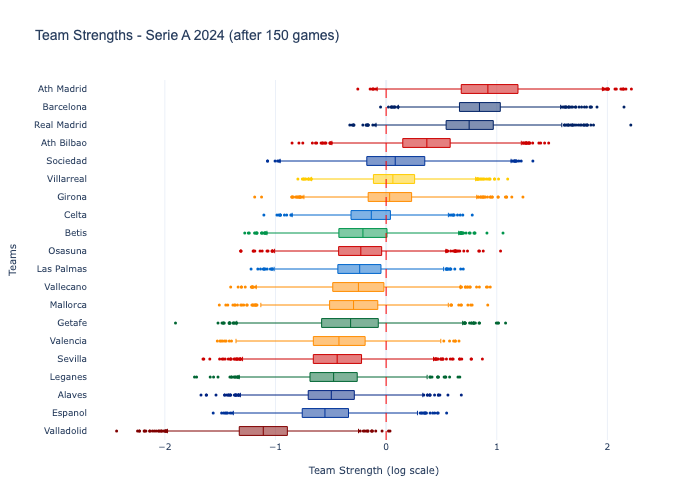 Team Strengths - Serie A 2024 (after 150 games)
Ath Madrid
Barcelona
Real Madrid
Ath Bilbao
Sociedad
Villarreal
Girona
Celta
Betis
Osasuna
Las Palmas
Vallecano
Mallorca
Getafe
Valencia
Sevilla
Leganes
Alaves
Espanol
Valladolid
Teams
−2 −1 0 1 2
Team Strength (log scale)